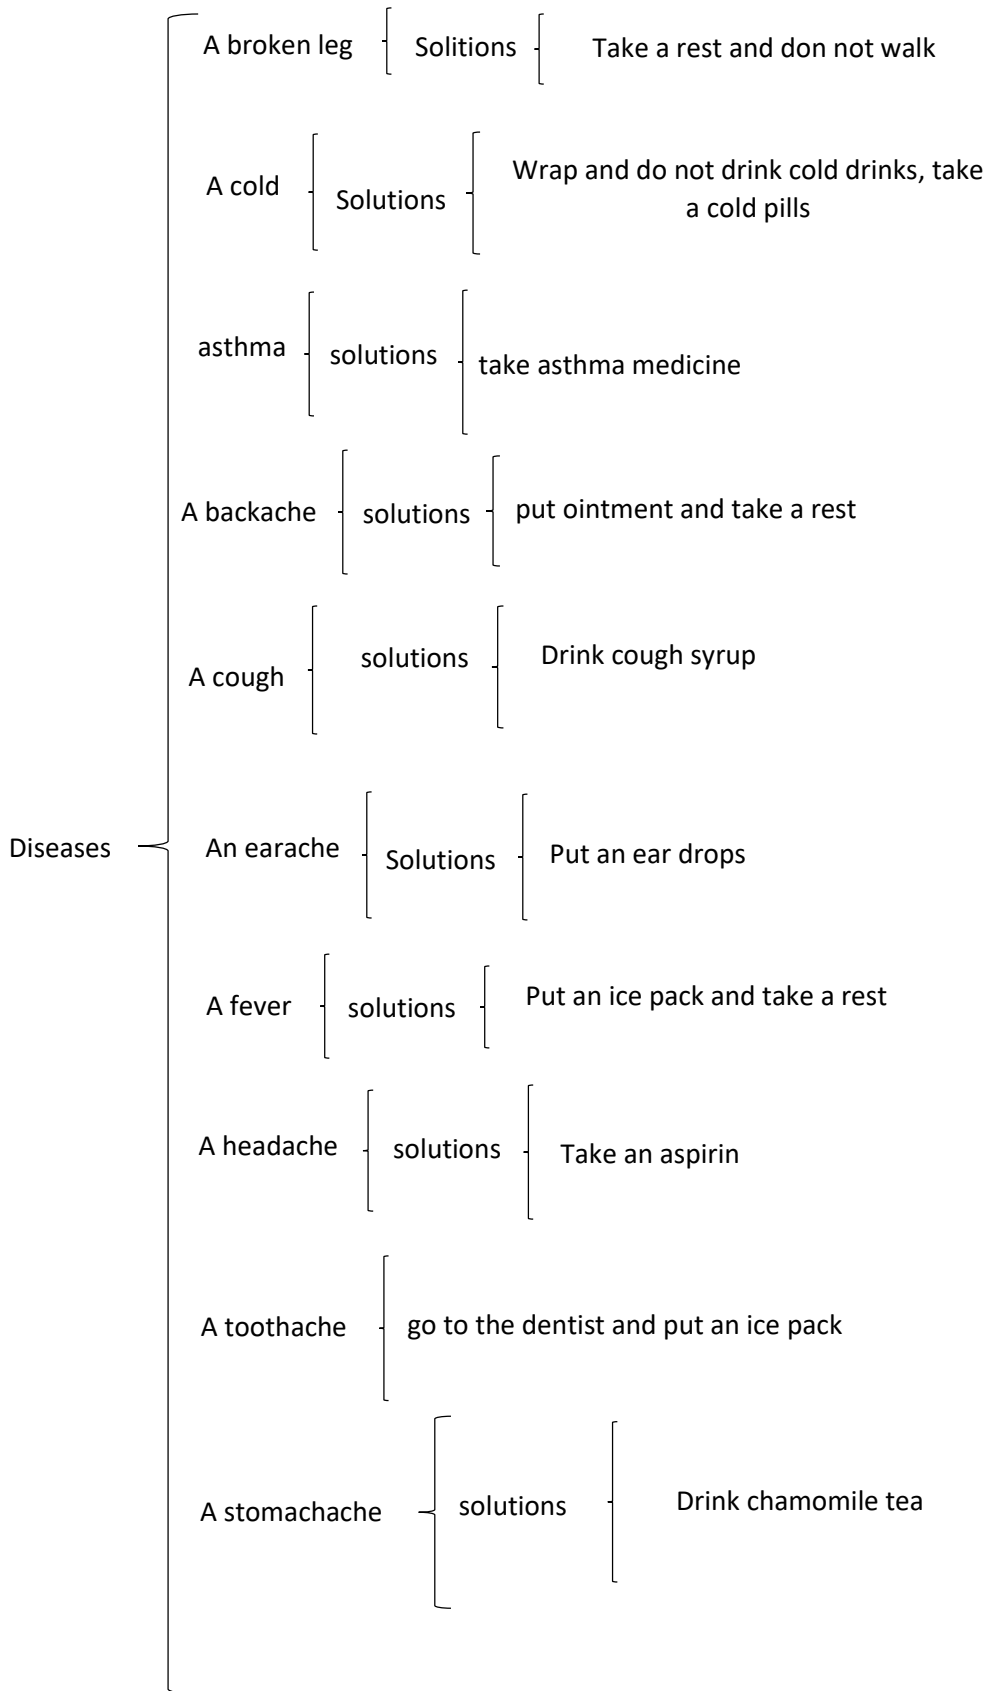 A broken leg Solitions Take a rest and don not walk
A cold Solutions Wrap and do not drink cold drinks, take
a cold pills
asthma solutions take asthma medicine
A backache solutions put ointment and take a rest
A cough solutions Drink cough syrup
Diseases An earache Solutions Put an ear drops
A fever solutions Put an ice pack and take a rest
A headache solutions Take an aspirin
A toothache go to the dentist and put an ice pack
A stomachache solutions Drink chamomile tea